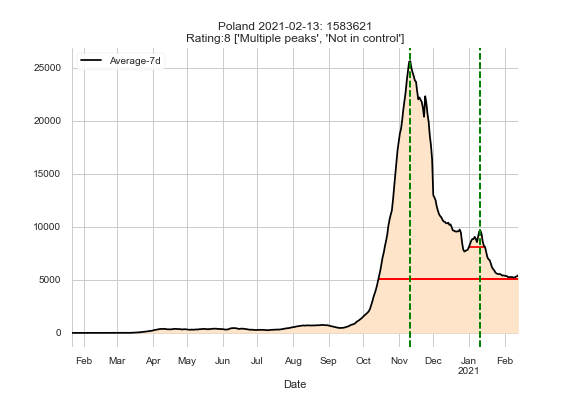 Poland 2021-02-13: 1583621
Rating:8 ['Multiple peaks', 'Not in control']
Average-7d
25000
20000
15000
10000
5000
0
Feb Mar Apr May Jun Jul Aug Sep Oct Nov Dec Jan Feb
2021
Date